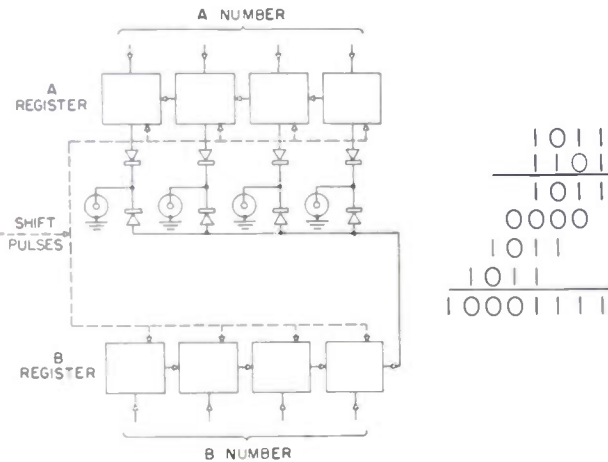 A NUMBER
A
REGISTER
SHIFT
PULSES
B
REGISTER
B NUMBER
1011
1101
1011
0000
1011
1011
10001111